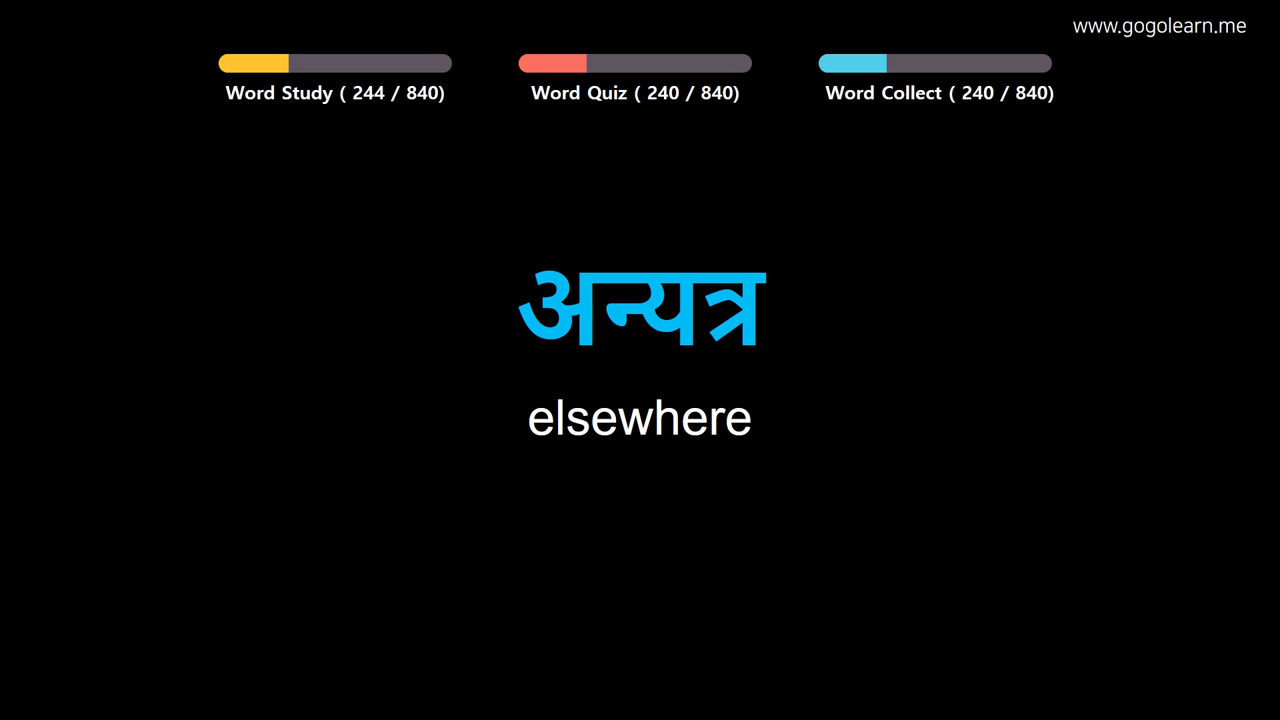 www.gogolearn.me
Word Study ( 244 / 840)
Word Quiz ( 240 / 840)
Word Collect ( 240 / 840)
अन्यत्र
elsewhere